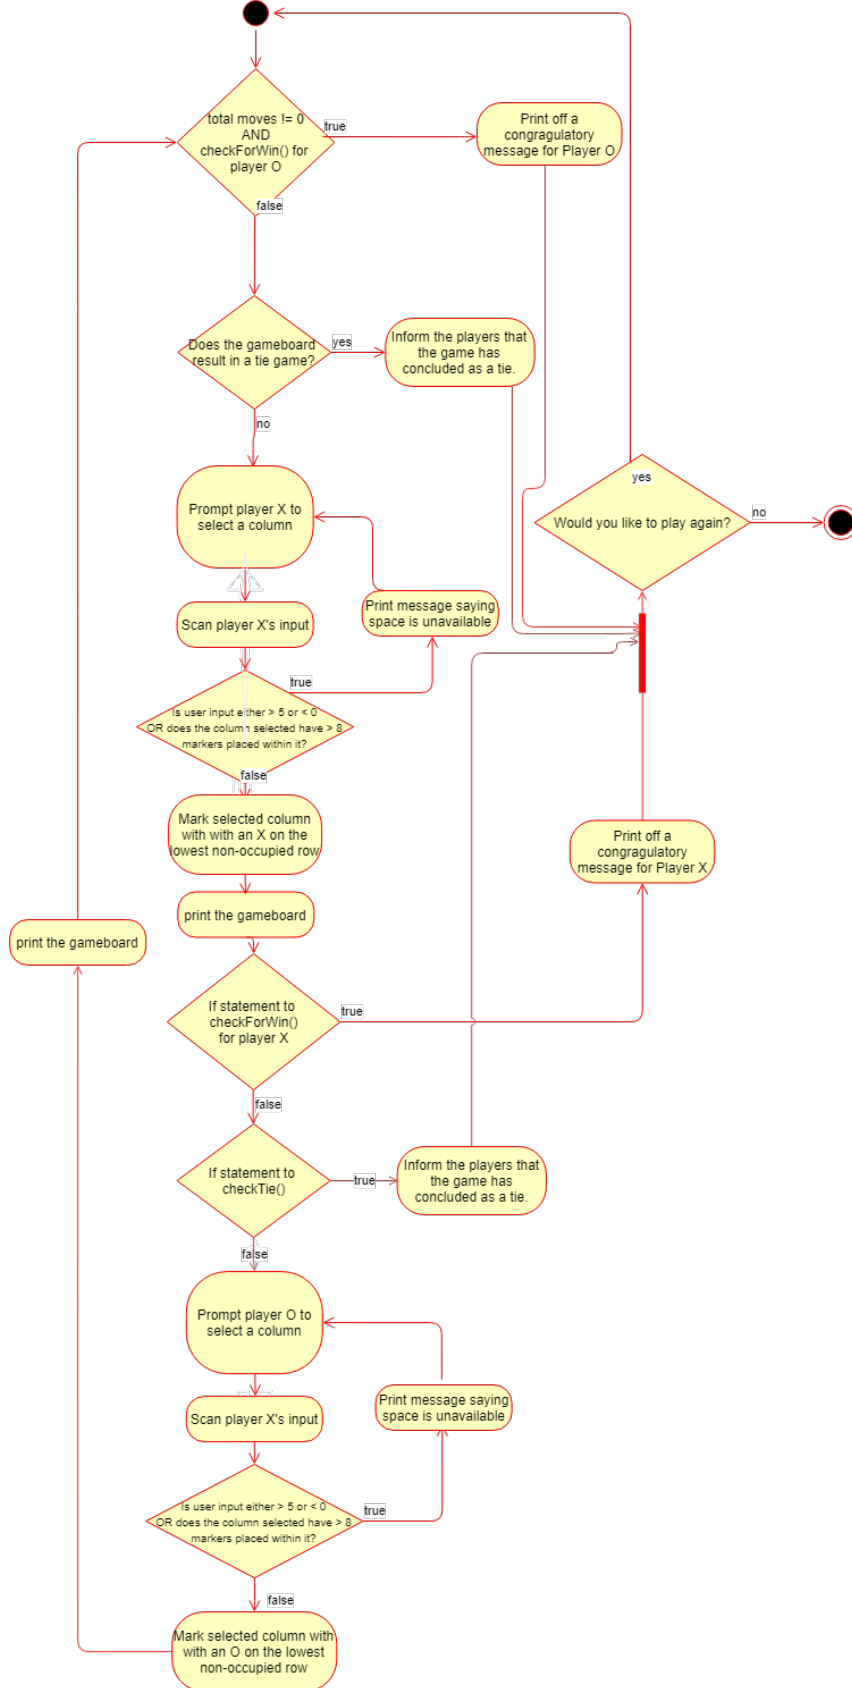 total moves != 0
AND
checkForWin() for
player O
true
Print off a
congragulatory
message for Player O
false
Does the gameboard
result in a tie game?
yes
Inform the players that
the game has
concluded as a tie.
no
yes
Would you like to play again?
no
Prompt player X to
select a column
Print message saying
space is unavailable
Scan player X's input
true
Is user input either > 5 or < 0
OR does the column selected have > 8
markers placed within it?
false
Mark selected column
with with an X on the
lowest non-occupied row
Print off a
congragulatory
message for Player X
print the gameboard
print the gameboard
If statement to
checkForWin()
for player X
true
false
If statement to
checkTie()
true
Inform the players that
the game has
concluded as a tie.
false
Prompt player O to
select a column
Print message saying
space is unavailable
Scan player X's input
Is user input either > 5 or < 0
OR does the column selected have > 8
markers placed within it?
true
false
Mark selected column with
with an O on the lowest
non-occupied row